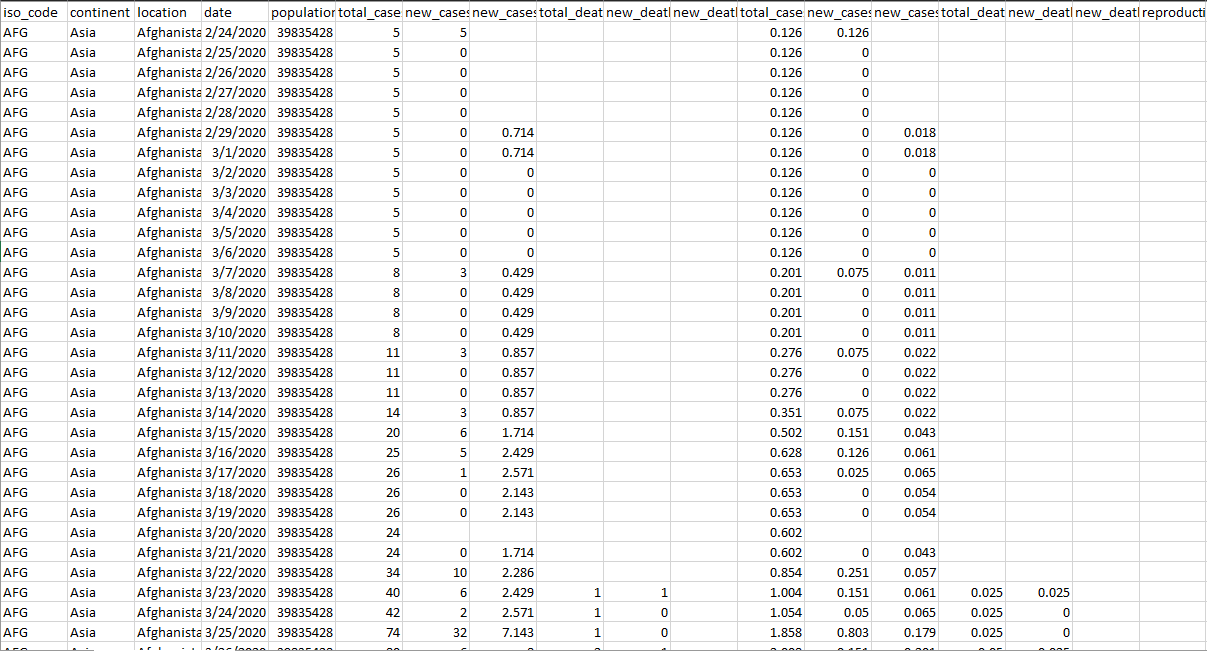 iso_code continent location date population total_case new_cases new_cases total_deat new_deatl new_deatl total_case new_cases new_cases total_deat new_deatl new_deatl reproducti
AFG Asia Afghanista 2/24/2020 39835428 5 5 0.126 0.126
AFG Asia Afghanista 2/25/2020 39835428 5 0 0.126 0
AFG Asia Afghanista 2/26/2020 39835428 5 0 0.126 0
AFG Asia Afghanista 2/27/2020 39835428 5 0 0.126 0
AFG Asia Afghanista 2/28/2020 39835428 5 0 0.126 0
AFG Asia Afghanista 2/29/2020 39835428 5 0 0.714 0.126 0 0.018
AFG Asia Afghanista 3/1/2020 39835428 5 0 0.714 0.126 0 0.018
AFG Asia Afghanista 3/2/2020 39835428 5 0 0 0.126 0 0
AFG Asia Afghanista 3/3/2020 39835428 5 0 0 0.126 0 0
AFG Asia Afghanista 3/4/2020 39835428 5 0 0 0.126 0 0
AFG Asia Afghanista 3/5/2020 39835428 5 0 0 0.126 0 0
AFG Asia Afghanista 3/6/2020 39835428 5 0 0 0.126 0 0
AFG Asia Afghanista 3/7/2020 39835428 8 3 0.429 0.201 0.075 0.011
AFG Asia Afghanista 3/8/2020 39835428 8 0 0.429 0.201 0 0.011
AFG Asia Afghanista 3/9/2020 39835428 8 0 0.429 0.201 0 0.011
AFG Asia Afghanista 3/10/2020 39835428 8 0 0.429 0.201 0 0.011
AFG Asia Afghanista 3/11/2020 39835428 11 3 0.857 0.276 0.075 0.022
AFG Asia Afghanista 3/12/2020 39835428 11 0 0.857 0.276 0 0.022
AFG Asia Afghanista 3/13/2020 39835428 11 0 0.857 0.276 0 0.022
AFG Asia Afghanista 3/14/2020 39835428 14 3 0.857 0.351 0.075 0.022
AFG Asia Afghanista 3/15/2020 39835428 20 6 1.714 0.502 0.151 0.043
AFG Asia Afghanista 3/16/2020 39835428 25 5 2.429 0.628 0.126 0.061
AFG Asia Afghanista 3/17/2020 39835428 26 1 2.571 0.653 0.025 0.065
AFG Asia Afghanista 3/18/2020 39835428 26 0 2.143 0.653 0 0.054
AFG Asia Afghanista 3/19/2020 39835428 26 0 2.143 0.653 0 0.054
AFG Asia Afghanista 3/20/2020 39835428 24 0.602
AFG Asia Afghanista 3/21/2020 39835428 24 0 1.714 0.602 0 0.043
AFG Asia Afghanista 3/22/2020 39835428 34 10 2.286 0.854 0.251 0.057
AFG Asia Afghanista 3/23/2020 39835428 40 6 2.429 1 1 1.004 0.151 0.061 0.025 0.025
AFG Asia Afghanista 3/24/2020 39835428 42 2 2.571 1 0 1.054 0.05 0.065 0.025 0
AFG Asia Afghanista 3/25/2020 39835428 74 32 7.143 1 0 1.858 0.803 0.179 0.025 0